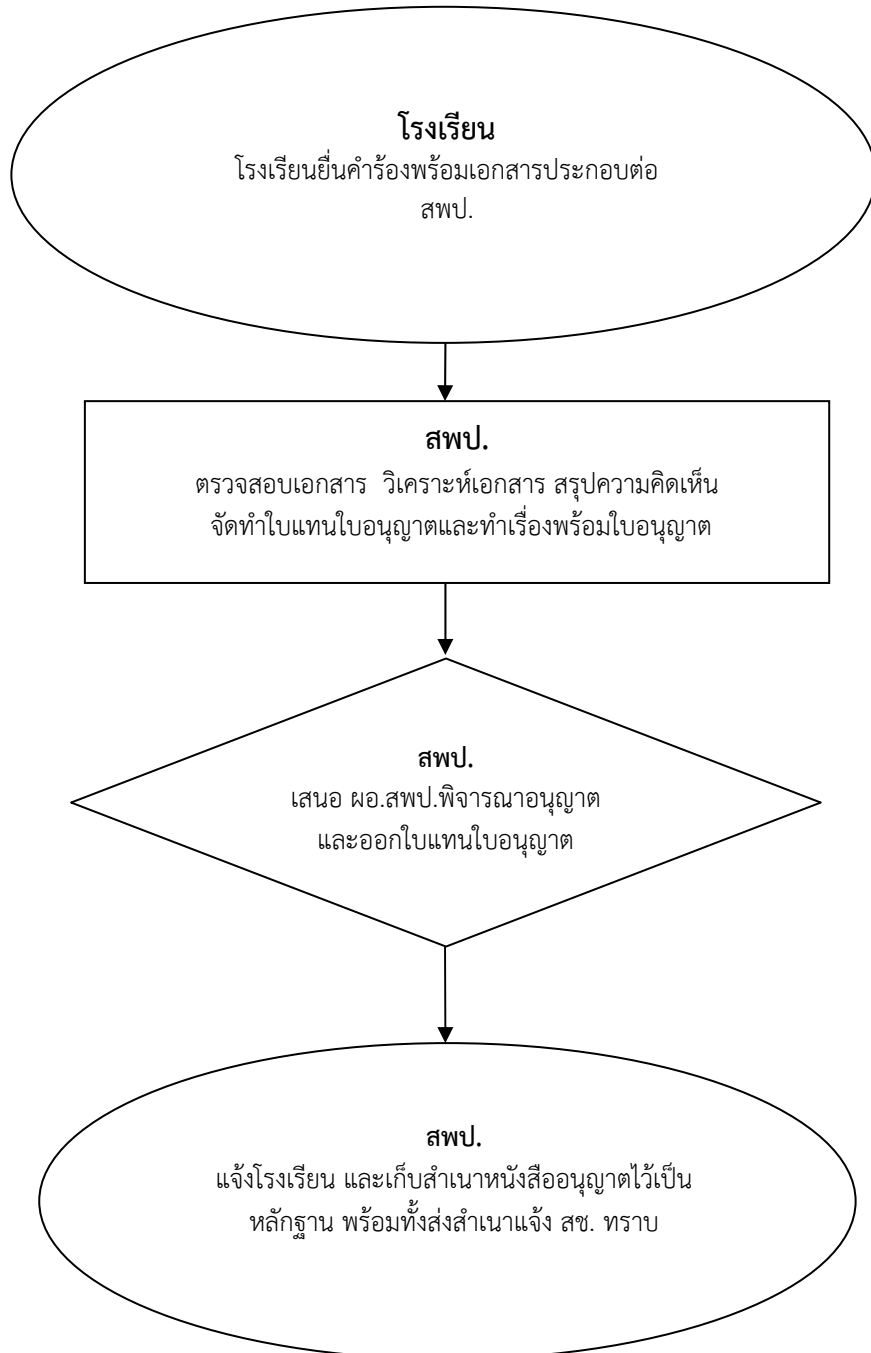 โรงเรียน
โรงเรียนยื่นคำร้องพร้อมเอกสารประกอบต่อ
สพป.
สพป.
ตรวจสอบเอกสาร วิเคราะห์เอกสาร สรุปความคิดเห็น
จัดทำใบแทนใบอนุญาตและทำเรื่องพร้อมใบอนุญาต
สพป.
เสนอ ผอ.สพป.พิจารณาอนุญาต
และออกใบแทนใบอนุญาต
สพป.
แจ้งโรงเรียน และเก็บสำเนาหนังสืออนุญาตไว้เป็น
หลักฐาน พร้อมทั้งส่งสำเนาแจ้ง สช. ทราบ